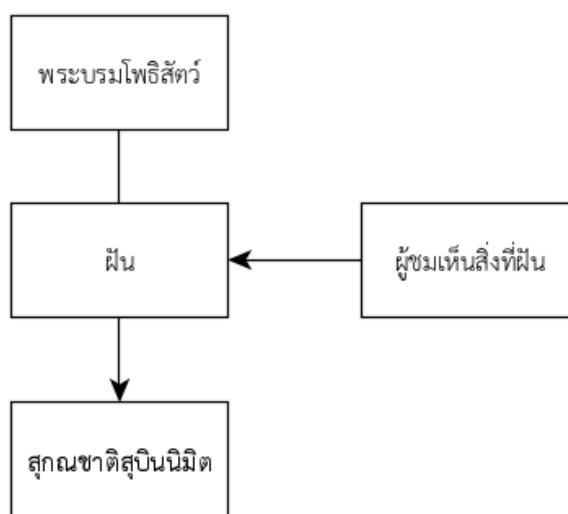 พระบรมโพธิสัตว์
ฝัน
ผู้ชมเห็นสิ่งที่ฝัน
สุกณชาติสุบินนิมิต